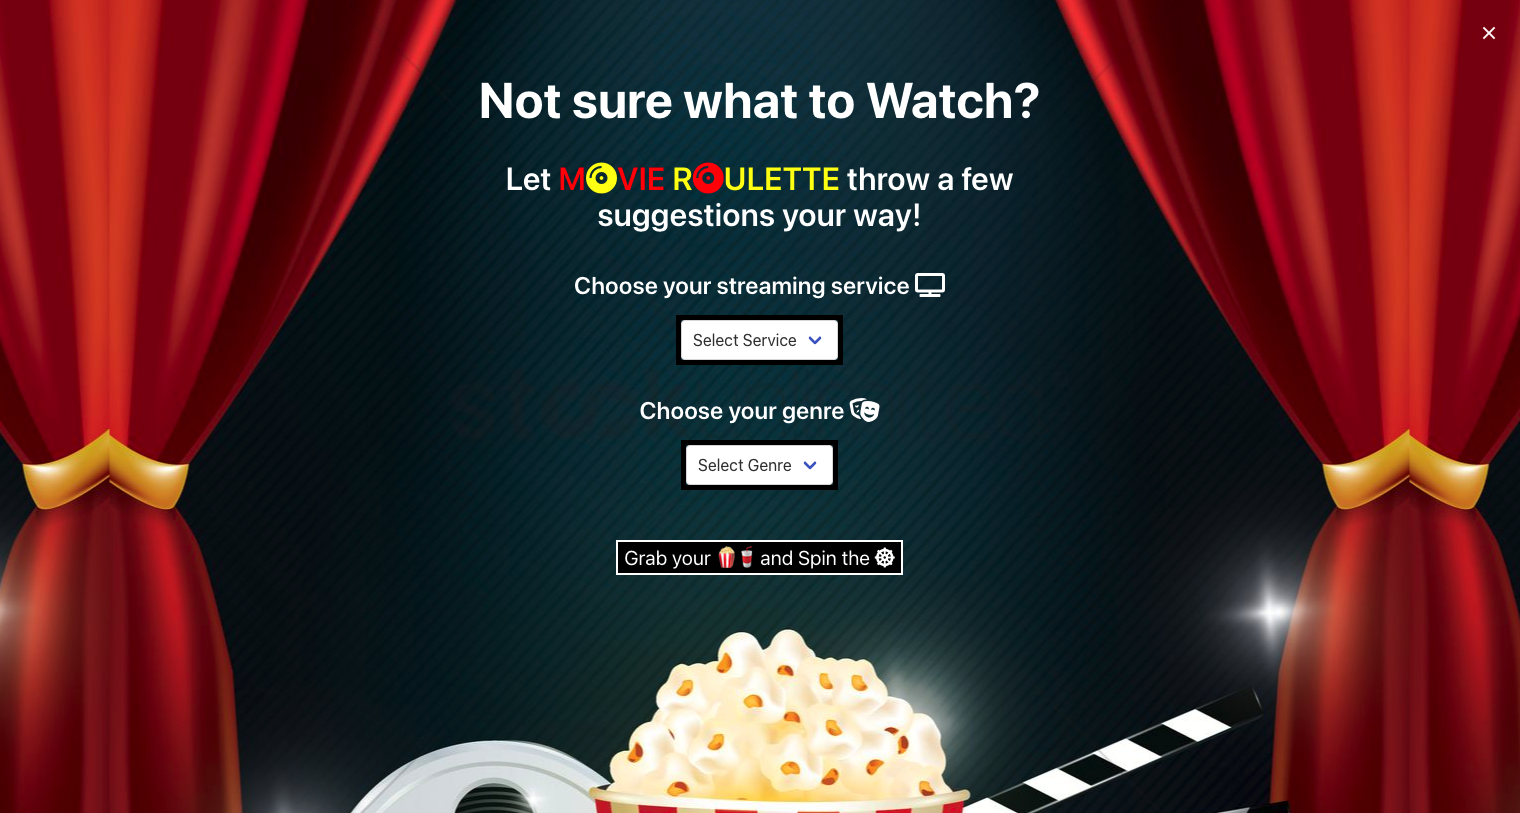 Not sure what to Watch?
Let MOVIE ROULETTE throw a few
suggestions your way!
Choose your streaming service
Select Service
Choose your genre
Select Genre
Grab your 🍿🥤 and Spin the